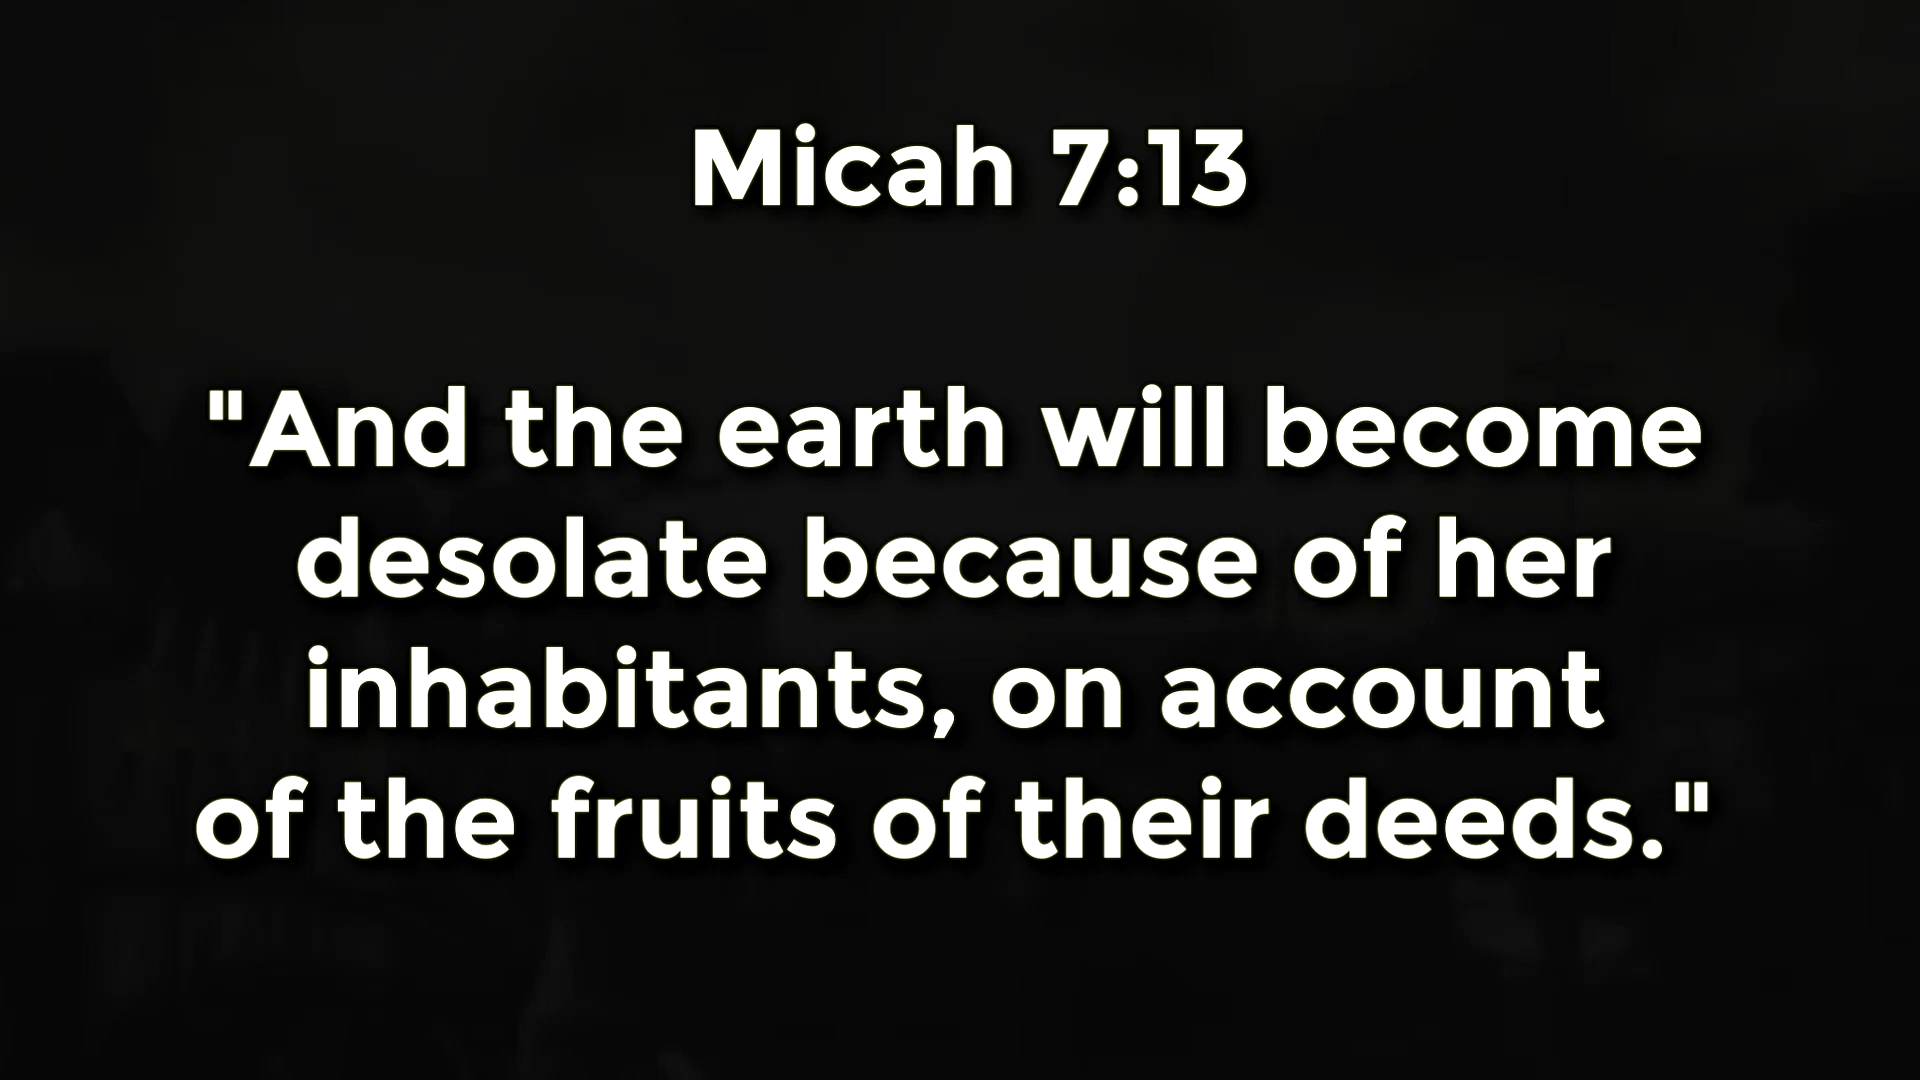 Micah 7:13
"And the earth will become
desolate because of her
inhabitants, on account
of the fruits of their deeds."